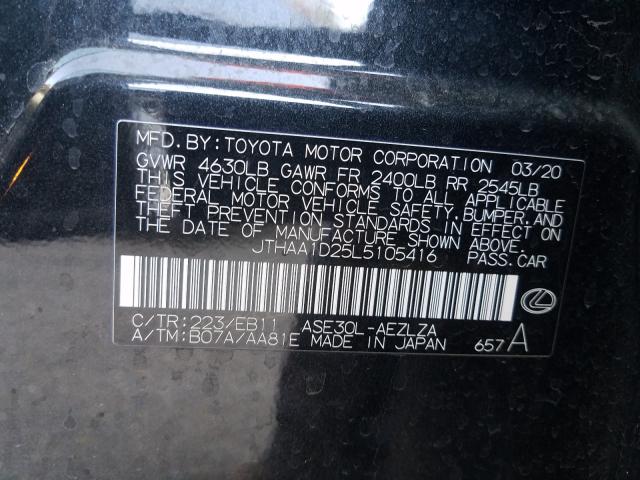 MFD.BY:TOYOTA MOTOR CORPORATION 03/20
GVWR 4630LB GAWR FR 2400LB RR 2545LB
THIS VEHICLE CONFORMS TO ALL APPLICABLE
FEDERAL MOTOR VEHICLE SAFETY,BUMPER,AND
THEFT PREVENTION STANDARDS IN EFFECT ON
THE DATE OF MANUFACTURE SHOWN ABOVE.
JTHAA1D25L5105416 PASS.CAR
C/TR:223/EB11 ASE30L-AEZLZA
A/TM:B07A/AA81E MADE IN JAPAN 657A